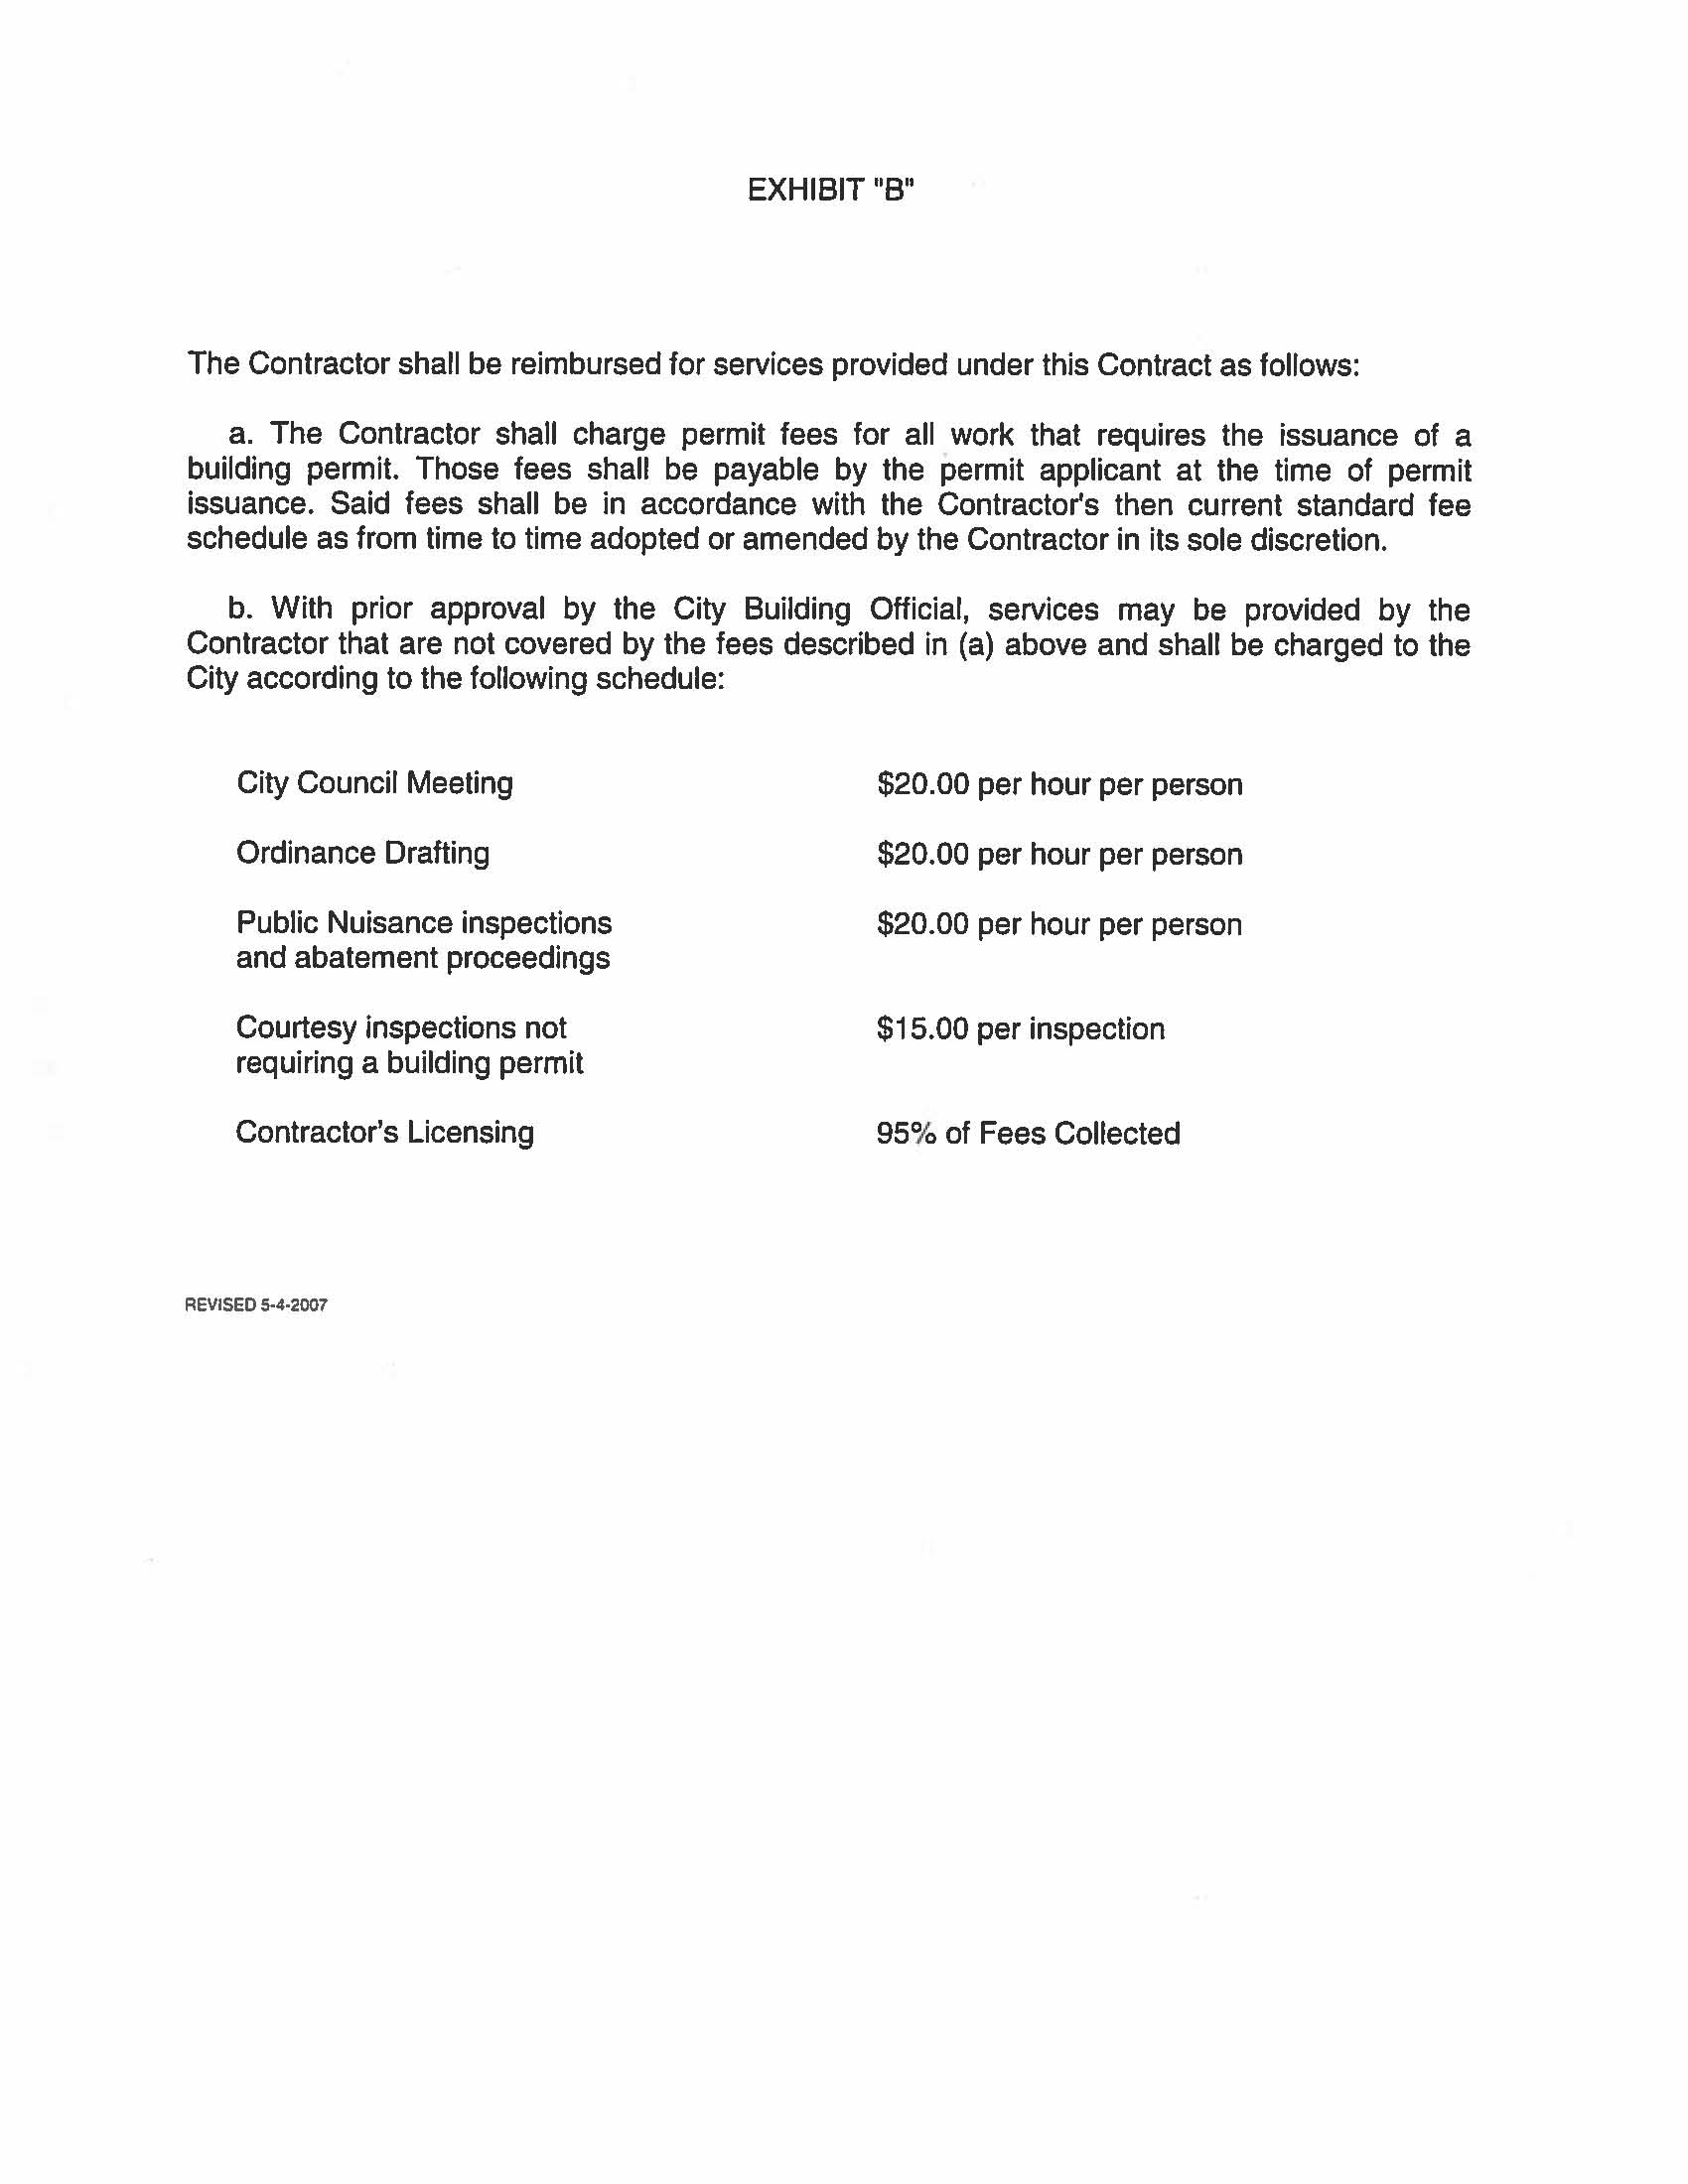 EXHIBIT "B"
The Contractor shall be reimbursed for services provided under this Contract as follows:
a. The Contractor shall charge permit fees for all work that requires the issuance of a
building permit. Those fees shall be payable by the permit applicant at the time of permit
issuance. Said fees shall be in accordance with the Contractor's then current standard fee
schedule as from time to time adopted or amended by the Contractor in its sole discretion.
b. With prior approval by the City Building Official, services may be provided by the
Contractor that are not covered by the fees described in (a) above and shall be charged to the
City according to the following schedule:
City Council Meeting $20.00 per hour per person
Ordinance Drafting $20.00 per hour per person
Public Nuisance inspections $20.00 per hour per person
and abatement proceedings
Courtesy inspections not $15.00 per inspection
requiring a building permit
Contractor's Licensing 95% of Fees Collected
REVISED 5-4-2007